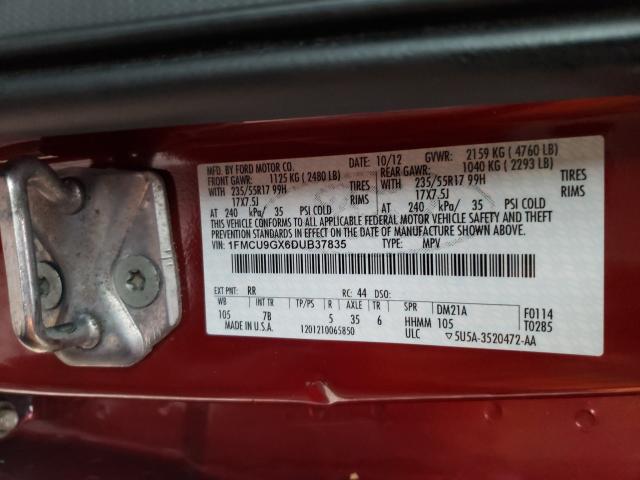 MFD. BY FORD MOTOR CO. DATE: 10/12 GVWR: 2159 KG ( 4760 LB)
FRONT GAWR: 1125 KG ( 2480 LB) REAR GAWR: 1040 KG ( 2293 LB)
WITH 235/55R17 99H TIRES WITH 235/55R17 99H TIRES
17X7.5J RIMS 17X7.5J RIMS
AT 240 kPa/ 35 PSI COLD AT 240 kPa/ 35 PSI COLD
THIS VEHICLE CONFORMS TO ALL APPLICABLE FEDERAL MOTOR VEHICLE SAFETY AND THEFT PREVENTION
STANDARDS IN EFFECT ON THE DATE OF MANUFACTURE SHOWN ABOVE.
VIN: 1FMCU9GX6DUB37835 TYPE: MPV
EXT PNT: RR RC: 44 DSO:
WB INT TR TP/PS R AXLE TR SPR DM21A F0114
105 7B 5 35 6 HHMM 105 T0285
MADE IN U.S.A. 1201210065850 ULC ▽5U5A-3520472-AA